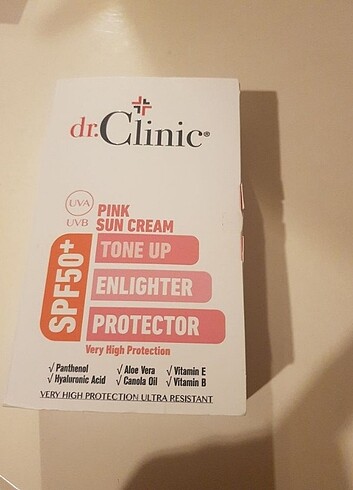 dr.Clinic®
UVA
UVB
PINK
SUN CREAM
SPF50+
TONE UP
ENLIGHTER
PROTECTOR
Very High Protection
√ Panthenol √ Aloe Vera √ Vitamin E
√ Hyaluronic Acid √ Canola Oil √ Vitamin B
VERY HIGH PROTECTION ULTRA RESISTANT